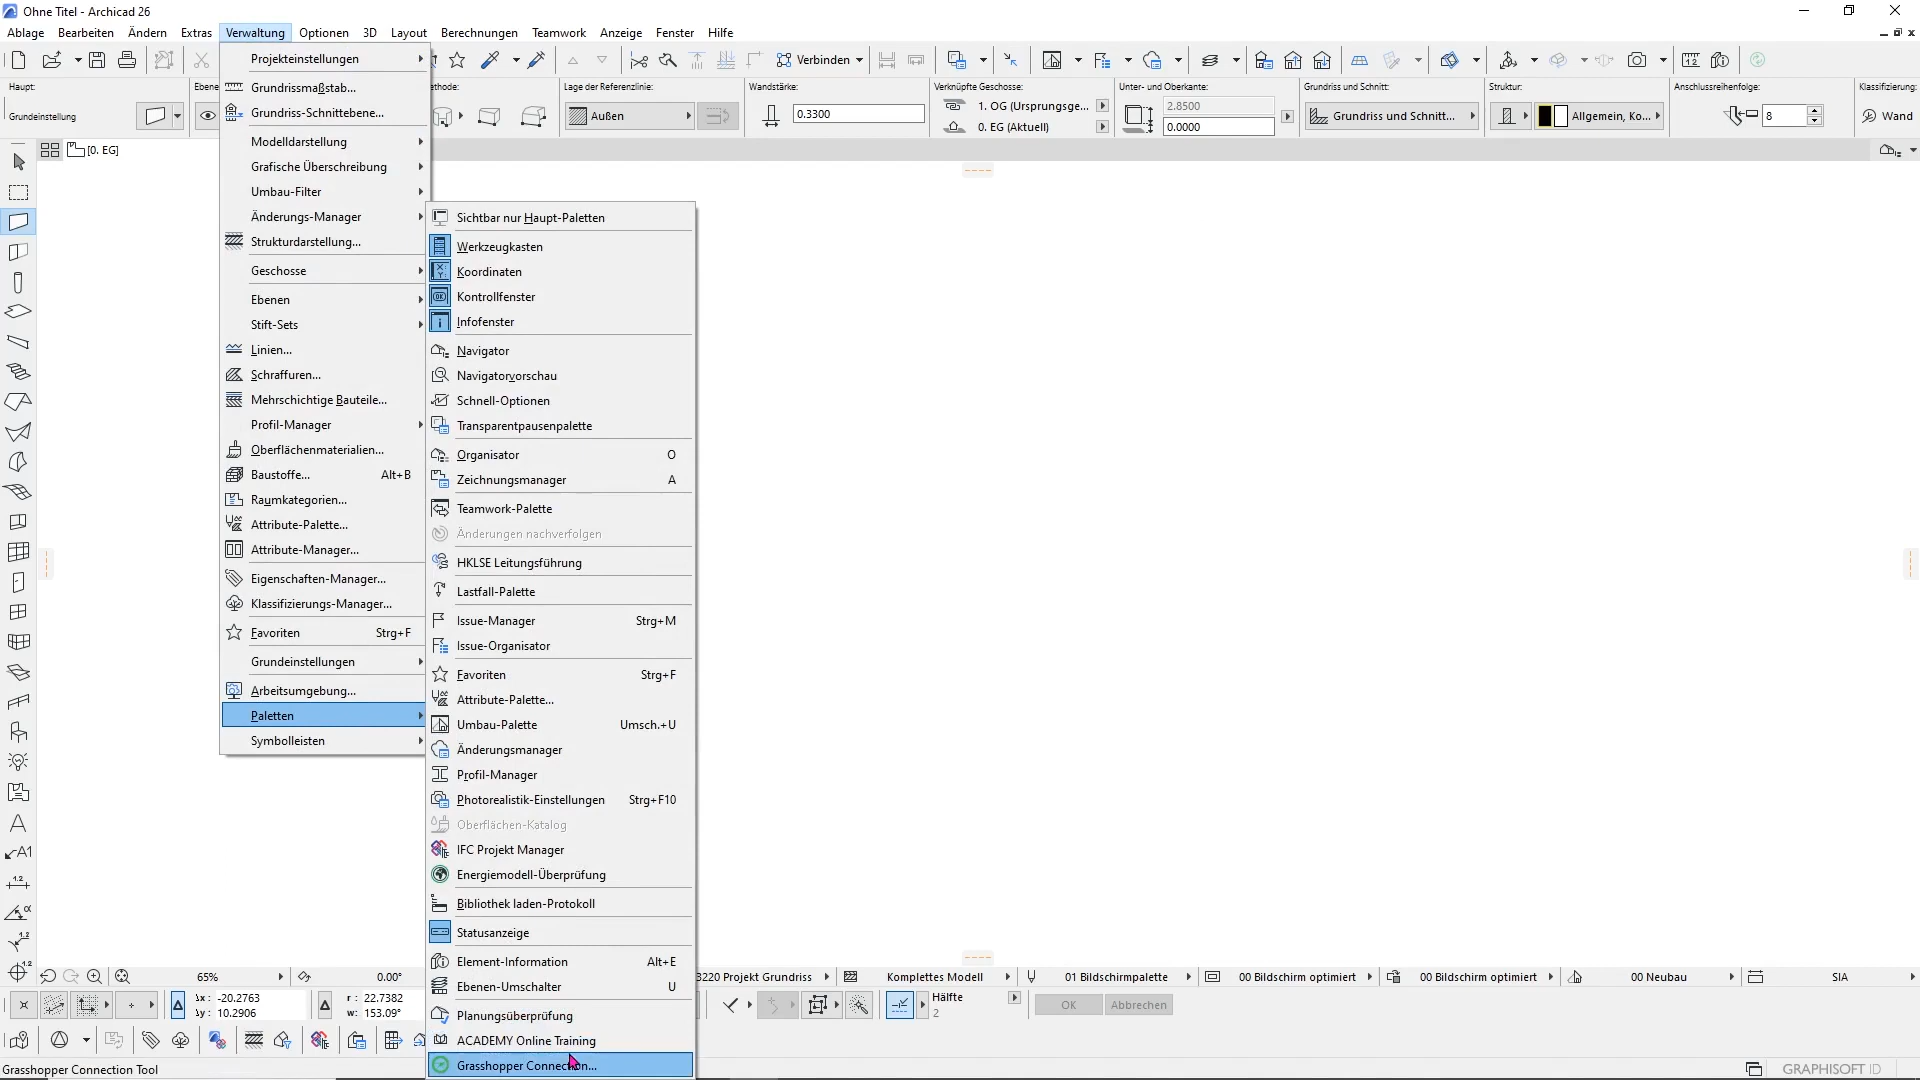 Ohne Titel - Archicad 26
Ablage Bearbeiten Ändern Extras Verwaltung Optionen 3D Layout Berechnungen Teamwork Anzeige Fenster Hilfe
Verbinden
Haupt:
Grundeinstellung
Ebene
ethode:
Lage der Referenzlinie:
Außen
Wandstärke:
0.3300
Verknüpfte Geschosse:
1. OG (Ursprungsge...
0. EG (Aktuell)
Unter- und Oberkante:
2.8500
0.0000
Grundriss und Schnitt:
Grundriss und Schnitt...
Struktur:
Allgemein, Ko...
Anschlussreihenfolge:
8
Klassifizierung:
Wand
[0. EG]
Projekteinstellungen
Grundrissmaßstab...
Grundriss-Schnittebene...
Modelldarstellung
Grafische Überschreibung
Umbau-Filter
Änderungs-Manager
Strukturdarstellung...
Geschosse
Ebenen
Stift-Sets
Linien...
Schraffuren...
Mehrschichtige Bauteile...
Profil-Manager
Oberflächenmaterialien...
Baustoffe... Alt+B
Raumkategorien...
Attribute-Palette...
Attribute-Manager...
Eigenschaften-Manager...
Klassifizierungs-Manager...
Favoriten Strg+F
Grundeinstellungen
Arbeitsumgebung...
Paletten
Symbolleisten
Sichtbar nur Haupt-Paletten
Werkzeugkasten
Koordinaten
Kontrollfenster
Infofenster
Navigator
Navigatorvorschau
Schnell-Optionen
Transparentpausenpalette
Organisator O
Zeichnungsmanager A
Teamwork-Palette
Änderungen nachverfolgen
HKLSE Leitungsführung
Lastfall-Palette
Issue-Manager Strg+M
Issue-Organisator
Favoriten Strg+F
Attribute-Palette...
Umbau-Palette Umsch.+U
Änderungsmanager
Profil-Manager
Photorealistik-Einstellungen Strg+F10
Oberflächen-Katalog
IFC Projekt Manager
Energiemodell-Überprüfung
Bibliothek laden-Protokoll
Statusanzeige
Element-Information Alt+E
Ebenen-Umschalter U
Planungsüberprüfung
ACADEMY Online Training
Grasshopper Connection...
A
A1
1.2
α
1.2
1.2
65% 0.00° 3220 Projekt Grundriss Komplettes Modell 01 Bildschirmpalette 00 Bildschirm optimiert 00 Bildschirm optimiert 00 Neubau SIA
x: -20.2763
y: 10.2906
r: 22.7382
w: 153.09°
Hälfte
2
OK Abbrechen
Grasshopper Connection Tool
GRAPHISOFT ID